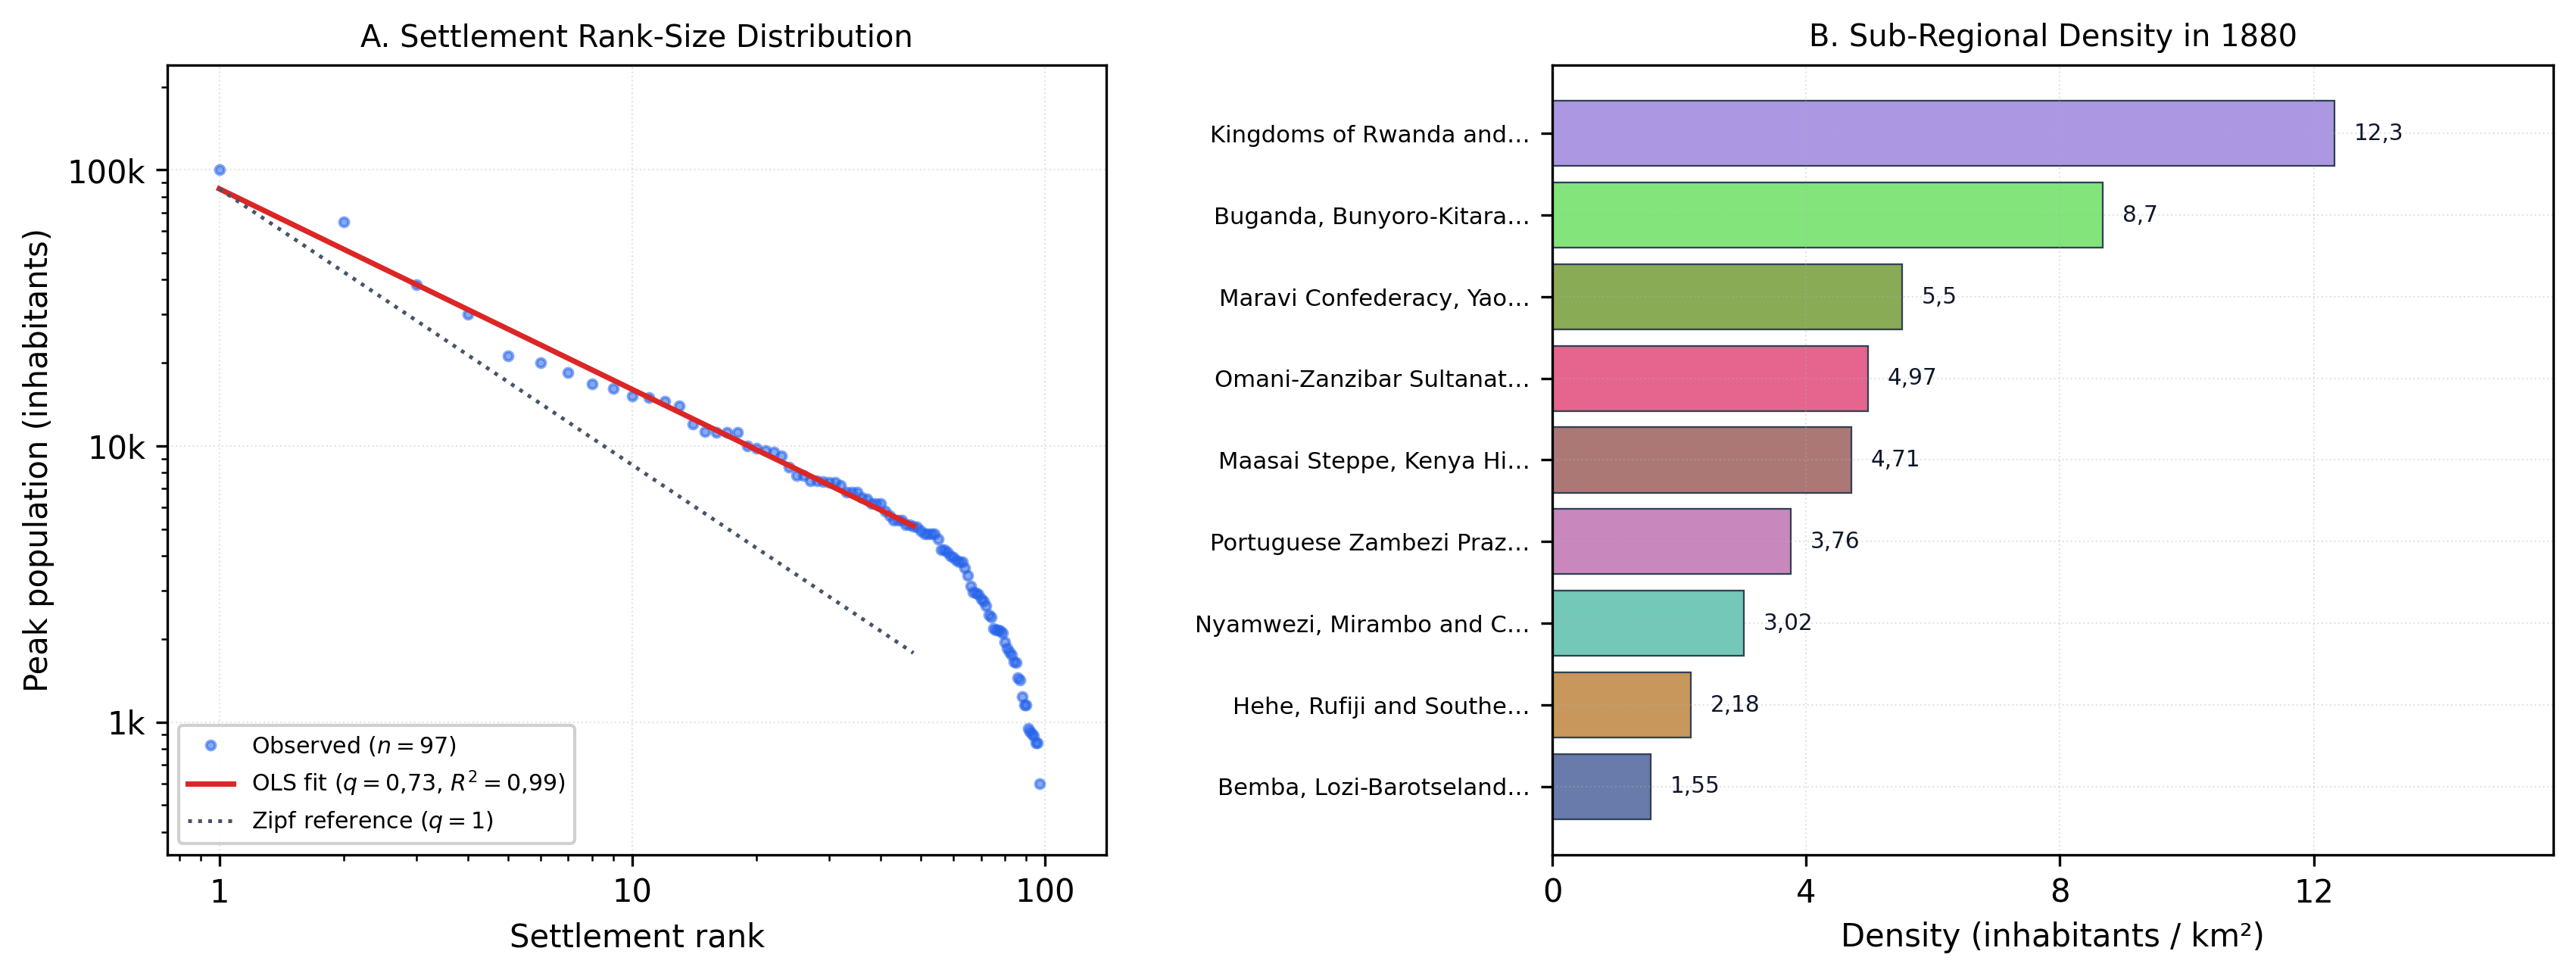 A. Settlement Rank-Size Distribution
Peak population (inhabitants)
100k
10k
1k
Observed (n = 97)
OLS fit (q = 0,73, R² = 0,99)
Zipf reference (q = 1)
1 10 100
Settlement rank
B. Sub-Regional Density in 1880
Kingdoms of Rwanda and... 12,3
Buganda, Bunyoro-Kitara... 8,7
Maravi Confederacy, Yao... 5,5
Omani-Zanzibar Sultanat... 4,97
Maasai Steppe, Kenya Hi... 4,71
Portuguese Zambezi Praz... 3,76
Nyamwezi, Mirambo and C... 3,02
Hehe, Rufiji and Southe... 2,18
Bemba, Lozi-Barotseland... 1,55
0 4 8 12
Density (inhabitants / km²)